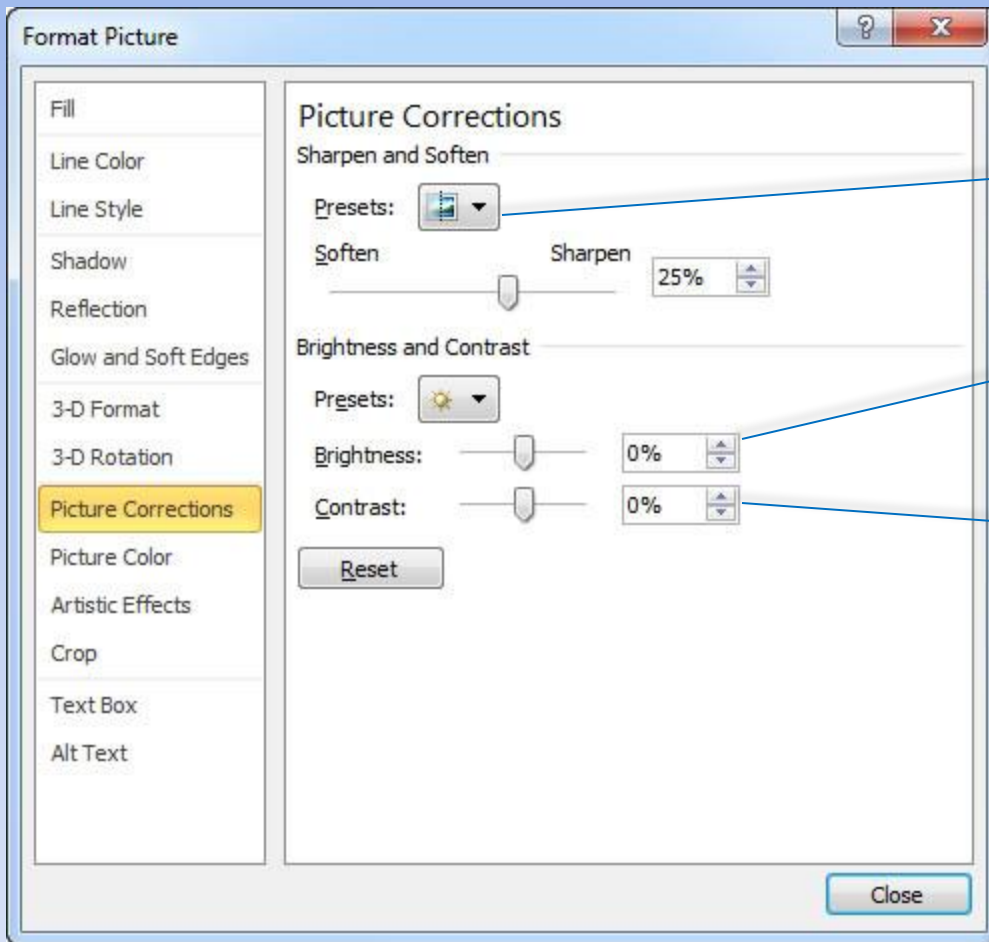 Format Picture
Fill
Line Color
Line Style
Shadow
Reflection
Glow and Soft Edges
3-D Format
3-D Rotation
Picture Corrections
Picture Color
Artistic Effects
Crop
Text Box
Alt Text
Picture Corrections
Sharpen and Soften
Presets:
Soften Sharpen 25%
Brightness and Contrast
Presets:
Brightness: 0%
Contrast: 0%
Reset
Close